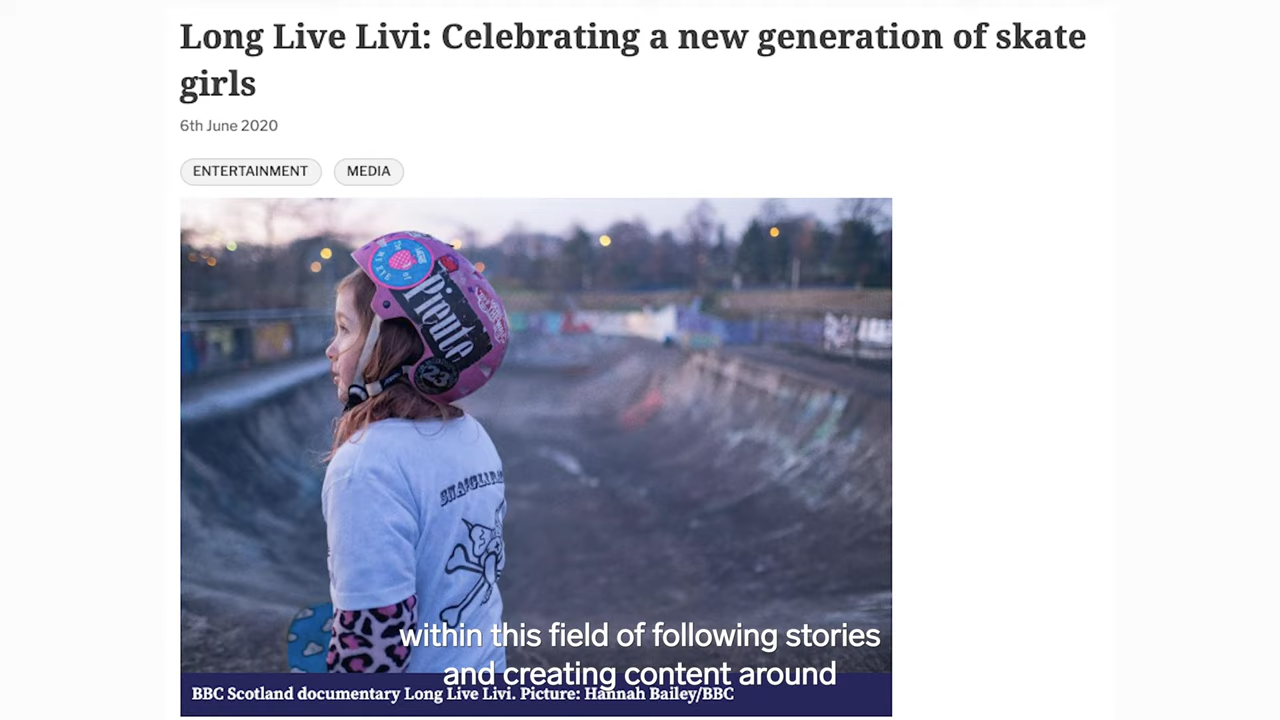 Long Live Livi: Celebrating a new generation of skate
girls
6th June 2020
ENTERTAINMENT
MEDIA
Pieute
23
within this field of following stories
and creating content around
BBC Scotland documentary Long Live Livi. Picture: Hannah Bailey/BBC